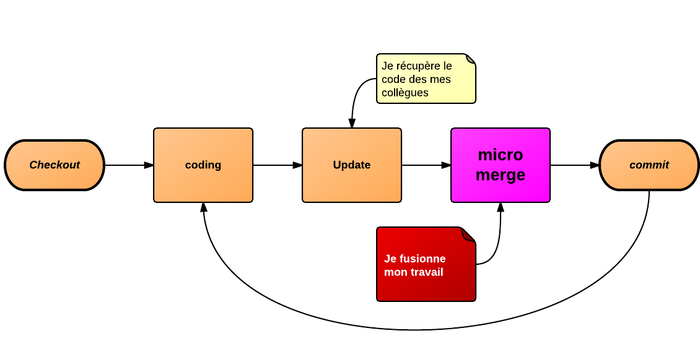 Je récupère le
code des mes
collègues
Checkout
coding
Update
micro
merge
commit
Je fusionne
mon travail